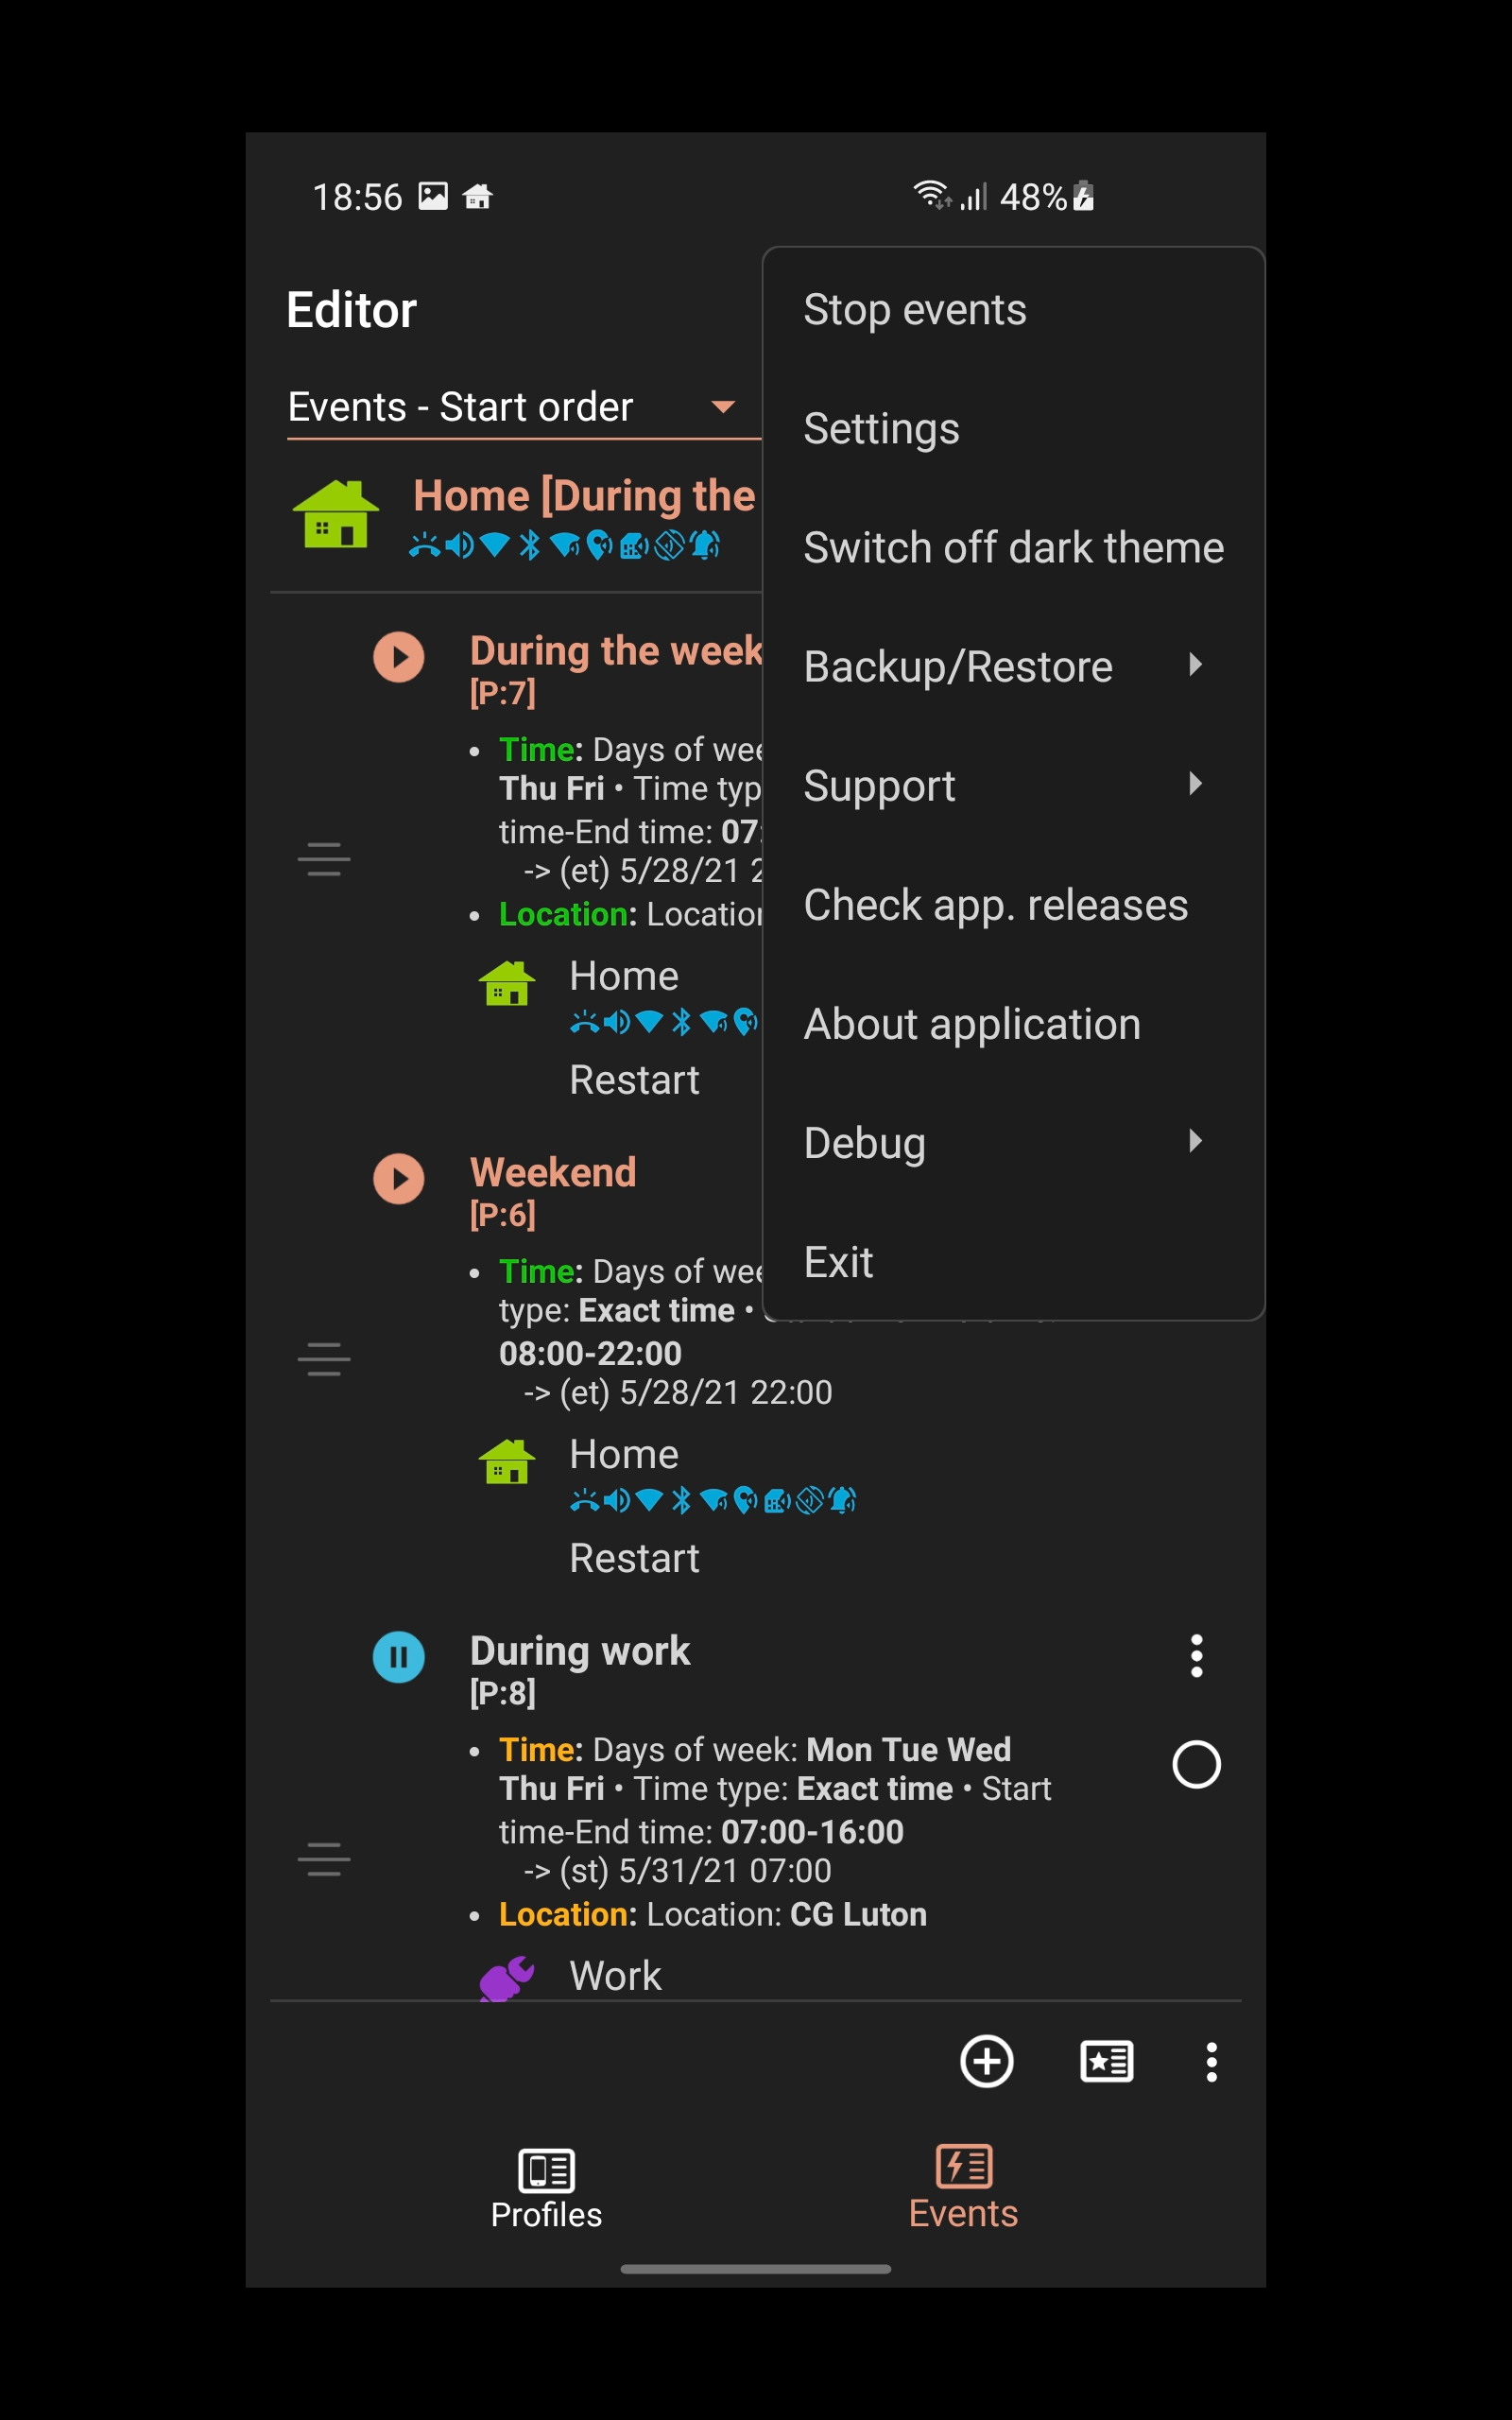 18:56
48%
Editor
Events - Start order
Home [During the
During the week
[P:7]
• Time: Days of wee
Thu Fri • Time typ
time-End time: 07:
-> (et) 5/28/21 2
• Location: Location
Home
Restart
Weekend
[P:6]
• Time: Days of wee
type: Exact time •
08:00-22:00
-> (et) 5/28/21 22:00
Home
Restart
During work
[P:8]
• Time: Days of week: Mon Tue Wed
Thu Fri • Time type: Exact time • Start
time-End time: 07:00-16:00
-> (st) 5/31/21 07:00
• Location: Location: CG Luton
Work
Stop events
Settings
Switch off dark theme
Backup/Restore
Support
Check app. releases
About application
Debug
Exit
Profiles
Events